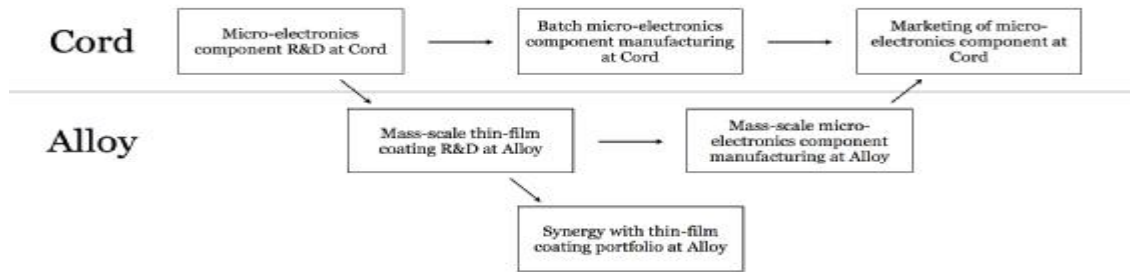 Cord
Micro-electronics
component R&D at Cord
Batch micro-electronics
component manufacturing
at Cord
Marketing of micro-
electronics component at
Cord
Alloy
Mass-scale thin-film
coating R&D at Alloy
Mass-scale micro-
electronics component
manufacturing at Alloy
Synergy with thin-film
coating portfolio at Alloy